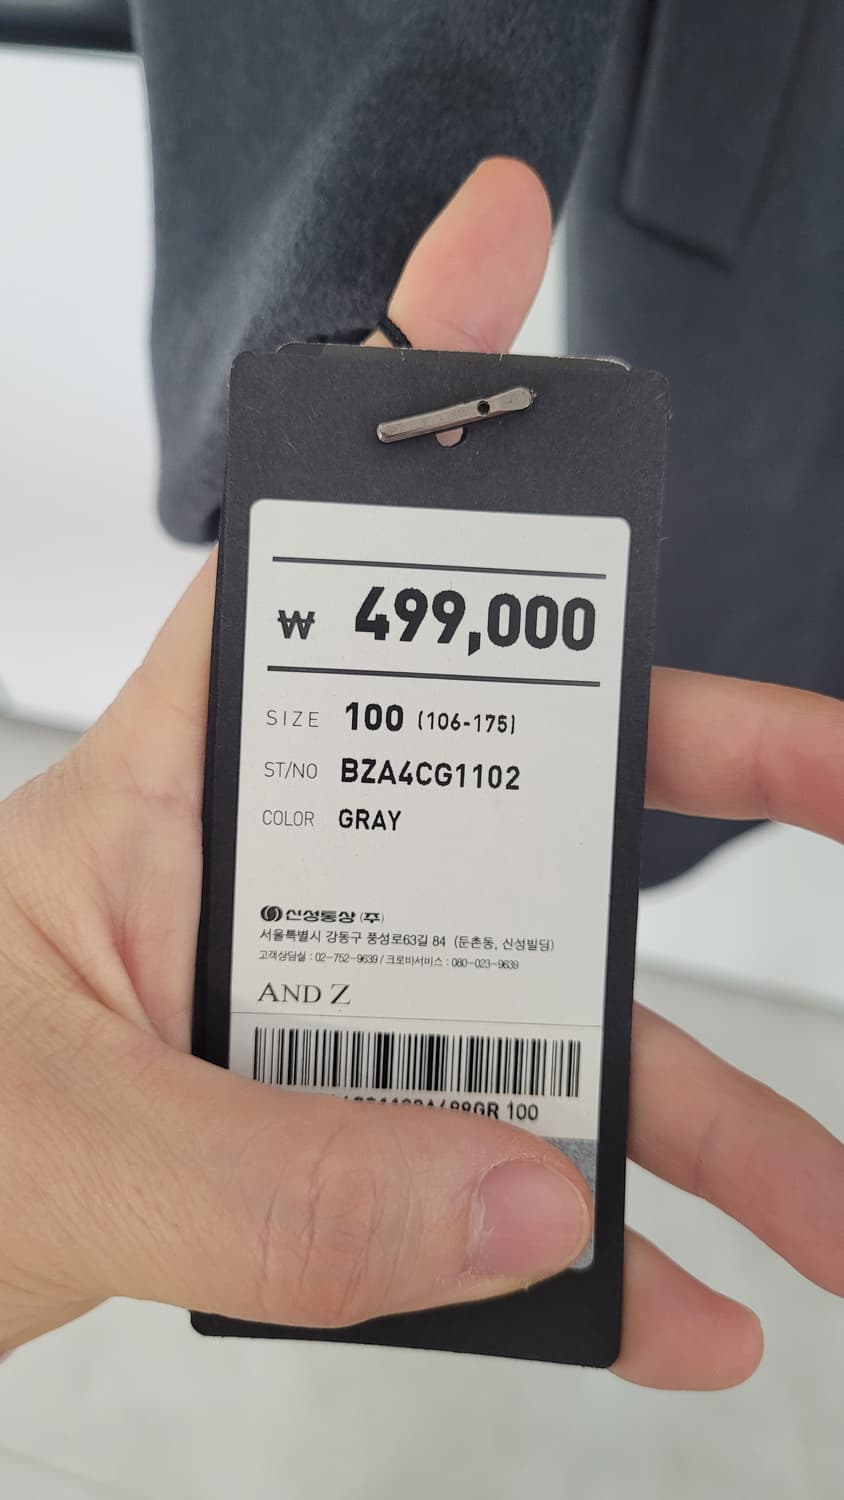 ₩ 499,000
SIZE 100 (106-175)
ST/NO BZA4CG1102
COLOR GRAY
신성통상 (주)
서울특별시 강동구 풍성로63길 84 (둔촌동, 신성빌딩)
고객상담실 : 02-752-9639 / 크로바서비스 : 080-023-9639
AND Z
GR 100